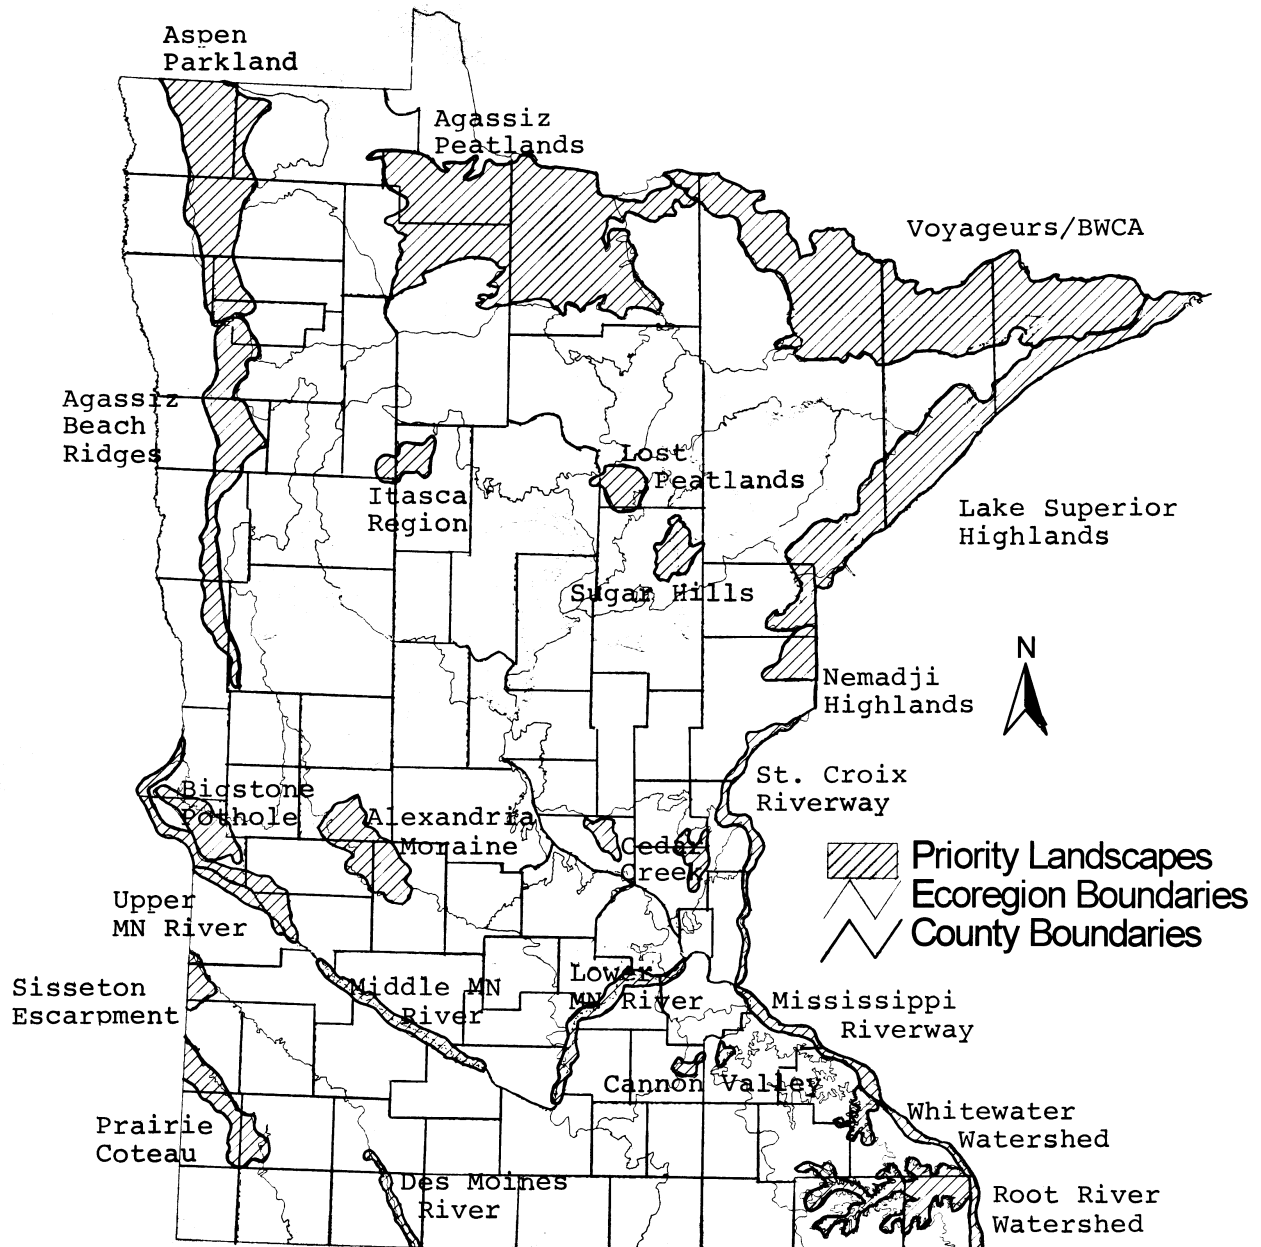 Aspen
Parkland
Agassiz
Peatlands
Voyageurs/BWCA
Agassiz
Beach
Ridges
Itasca
Region
Lost
Peatlands
Lake Superior
Highlands
Sugar Hills
N
Nemadji
Highlands
St. Croix
Riverway
Bigstone
Pothole
Alexandria
Moraine
Cedar
Creek
Priority Landscapes
Ecoregion Boundaries
County Boundaries
Upper
MN River
Sisseton
Escarpment
Middle MN
River
Lower
MN River
Mississippi
Riverway
Cannon Valley
Prairie
Coteau
Whitewater
Watershed
Des Moines
River
Root River
Watershed